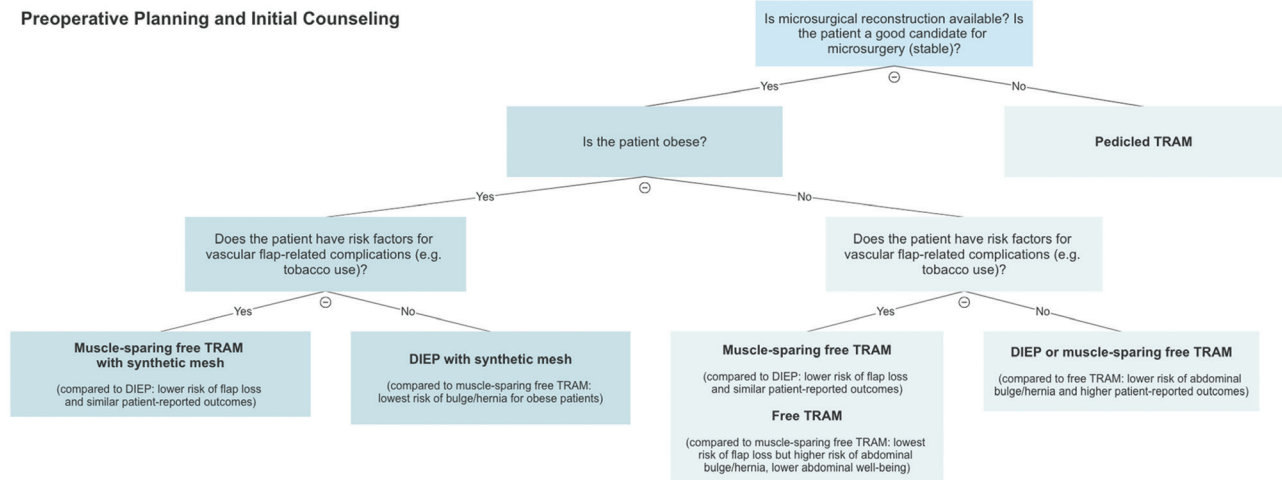 Preoperative Planning and Initial Counseling
Is microsurgical reconstruction available? Is
the patient a good candidate for
microsurgery (stable)?
Yes
No
Is the patient obese?
Pedicled TRAM
Yes
No
Does the patient have risk factors for
vascular flap-related complications (e.g.
tobacco use)?
Does the patient have risk factors for
vascular flap-related complications (e.g.
tobacco use)?
Yes
No
Yes
No
Muscle-sparing free TRAM
with synthetic mesh
(compared to DIEP: lower risk of flap loss
and similar patient-reported outcomes)
DIEP with synthetic mesh
(compared to muscle-sparing free TRAM:
lowest risk of bulge/hernia for obese patients)
Muscle-sparing free TRAM
(compared to DIEP: lower risk of flap loss
and similar patient-reported outcomes)
Free TRAM
(compared to muscle-sparing free TRAM: lowest
risk of flap loss but higher risk of abdominal
bulge/hernia, lower abdominal well-being)
DIEP or muscle-sparing free TRAM
(compared to free TRAM: lower risk of abdominal
bulge/hernia and higher patient-reported outcomes)